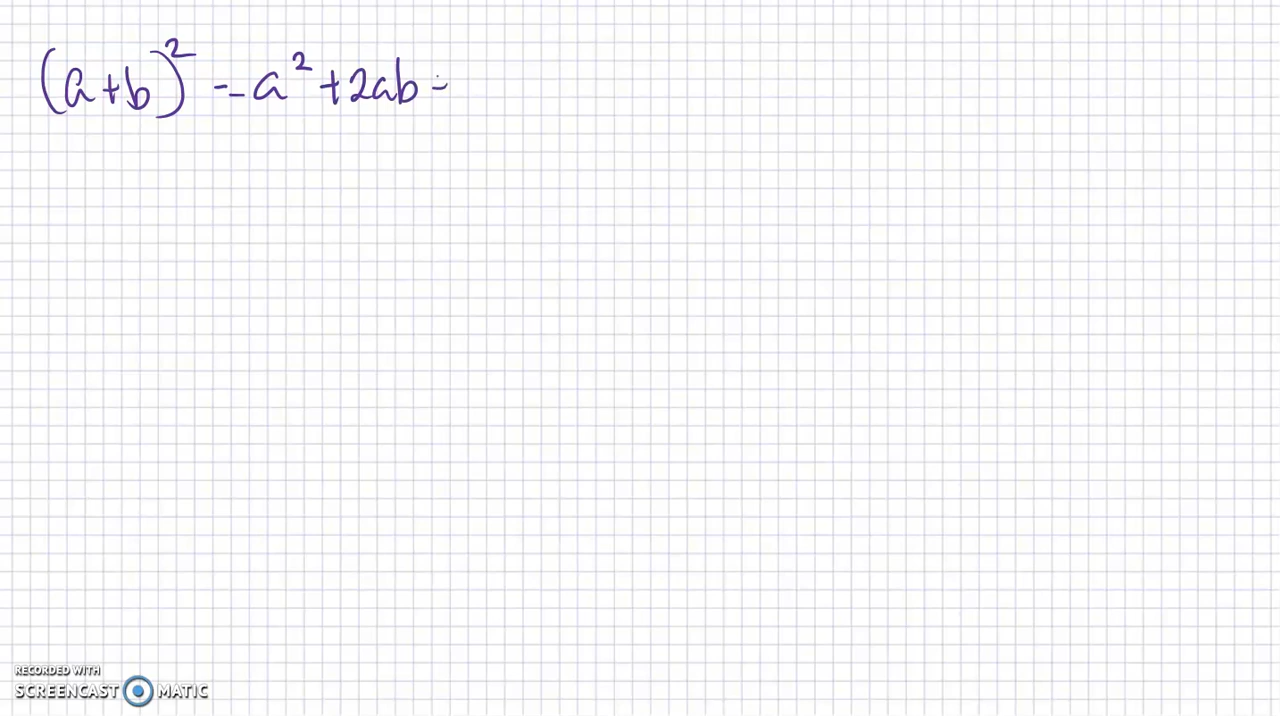 (a+b)² = a² + 2ab
RECORDED WITH
SCREENCAST MATIC